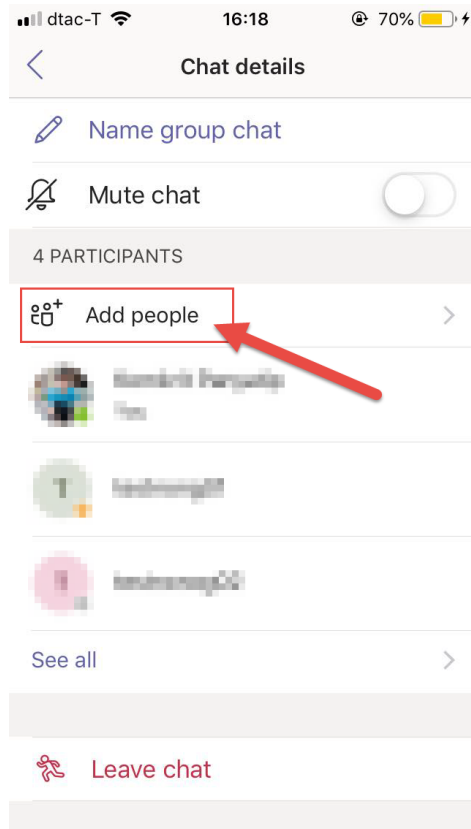 dtac-T 16:18 70%
Chat details
Name group chat
Mute chat
4 PARTICIPANTS
Add people
T
See all
Leave chat